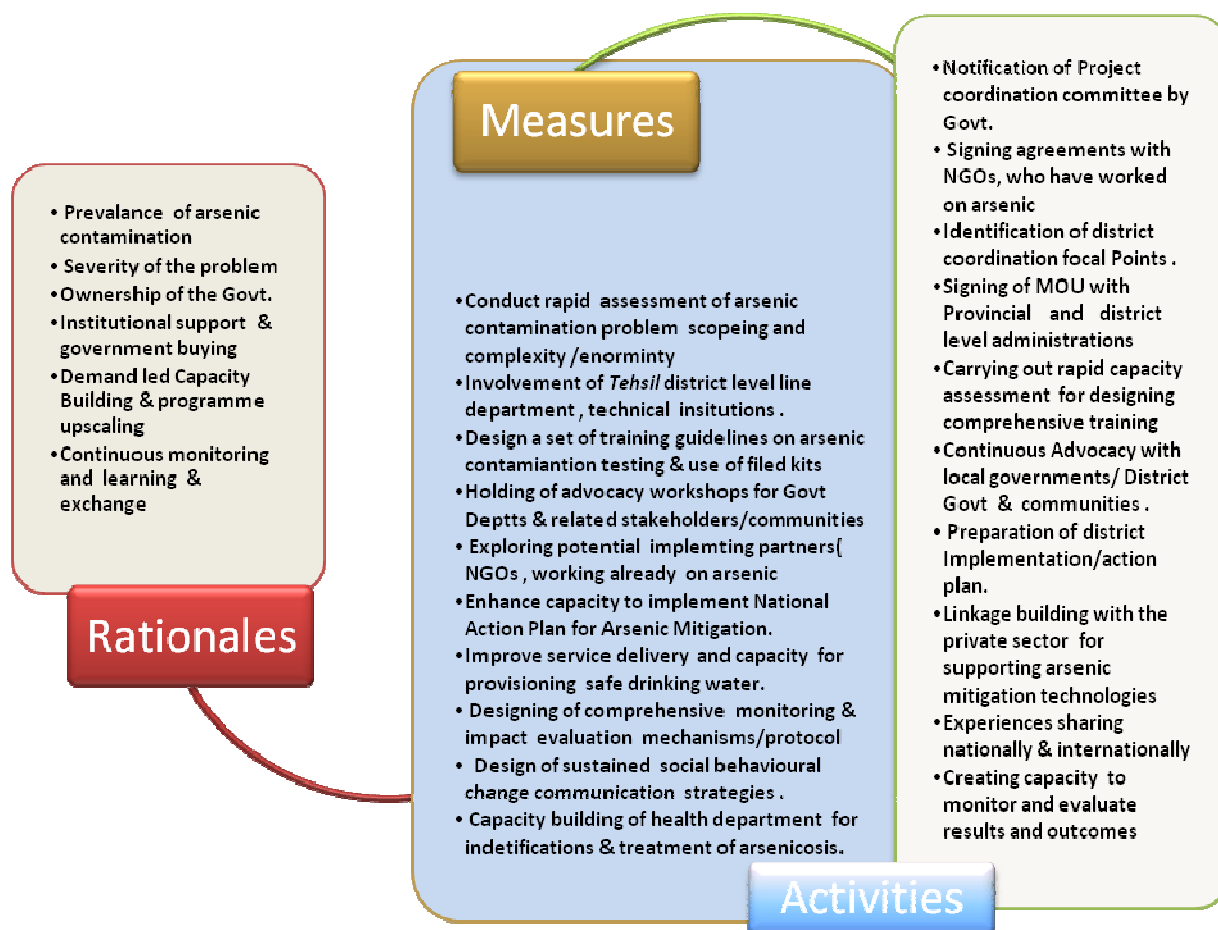 Rationales
• Prevalance of arsenic
contamination
• Severity of the problem
• Ownership of the Govt.
• Institutional support &
government buying
• Demand led Capacity
Building & programme
upscaling
• Continuous monitoring
and learning &
exchange
Measures
• Conduct rapid assessment of arsenic
contamination problem scopeing and
complexity /enorminty
• Involvement of Tehsil district level line
department , technical insitutions .
• Design a set of training guidelines on arsenic
contamiantion testing & use of filed kits
• Holding of advocacy workshops for Govt
Deptts & related stakeholders/communities
• Exploring potential implemting partners(
NGOs , working already on arsenic
• Enhance capacity to implement National
Action Plan for Arsenic Mitigation.
• Improve service delivery and capacity for
provisioning safe drinking water.
• Designing of comprehensive monitoring &
impact evaluation mechanisms/protocol
• Design of sustained social behavioural
change communication strategies .
• Capacity building of health department for
indetifications & treatment of arsenicosis.
Activities
• Notification of Project
coordination committee by
Govt.
• Signing agreements with
NGOs, who have worked
on arsenic
• Identification of district
coordination focal Points .
• Signing of MOU with
Provincial and district
level administrations
• Carrying out rapid capacity
assessment for designing
comprehensive training
• Continuous Advocacy with
local governments/ District
Govt & communities .
• Preparation of district
Implementation/action
plan.
• Linkage building with the
private sector for
supporting arsenic
mitigation technologies
• Experiences sharing
nationally & internationally
• Creating capacity to
monitor and evaluate
results and outcomes